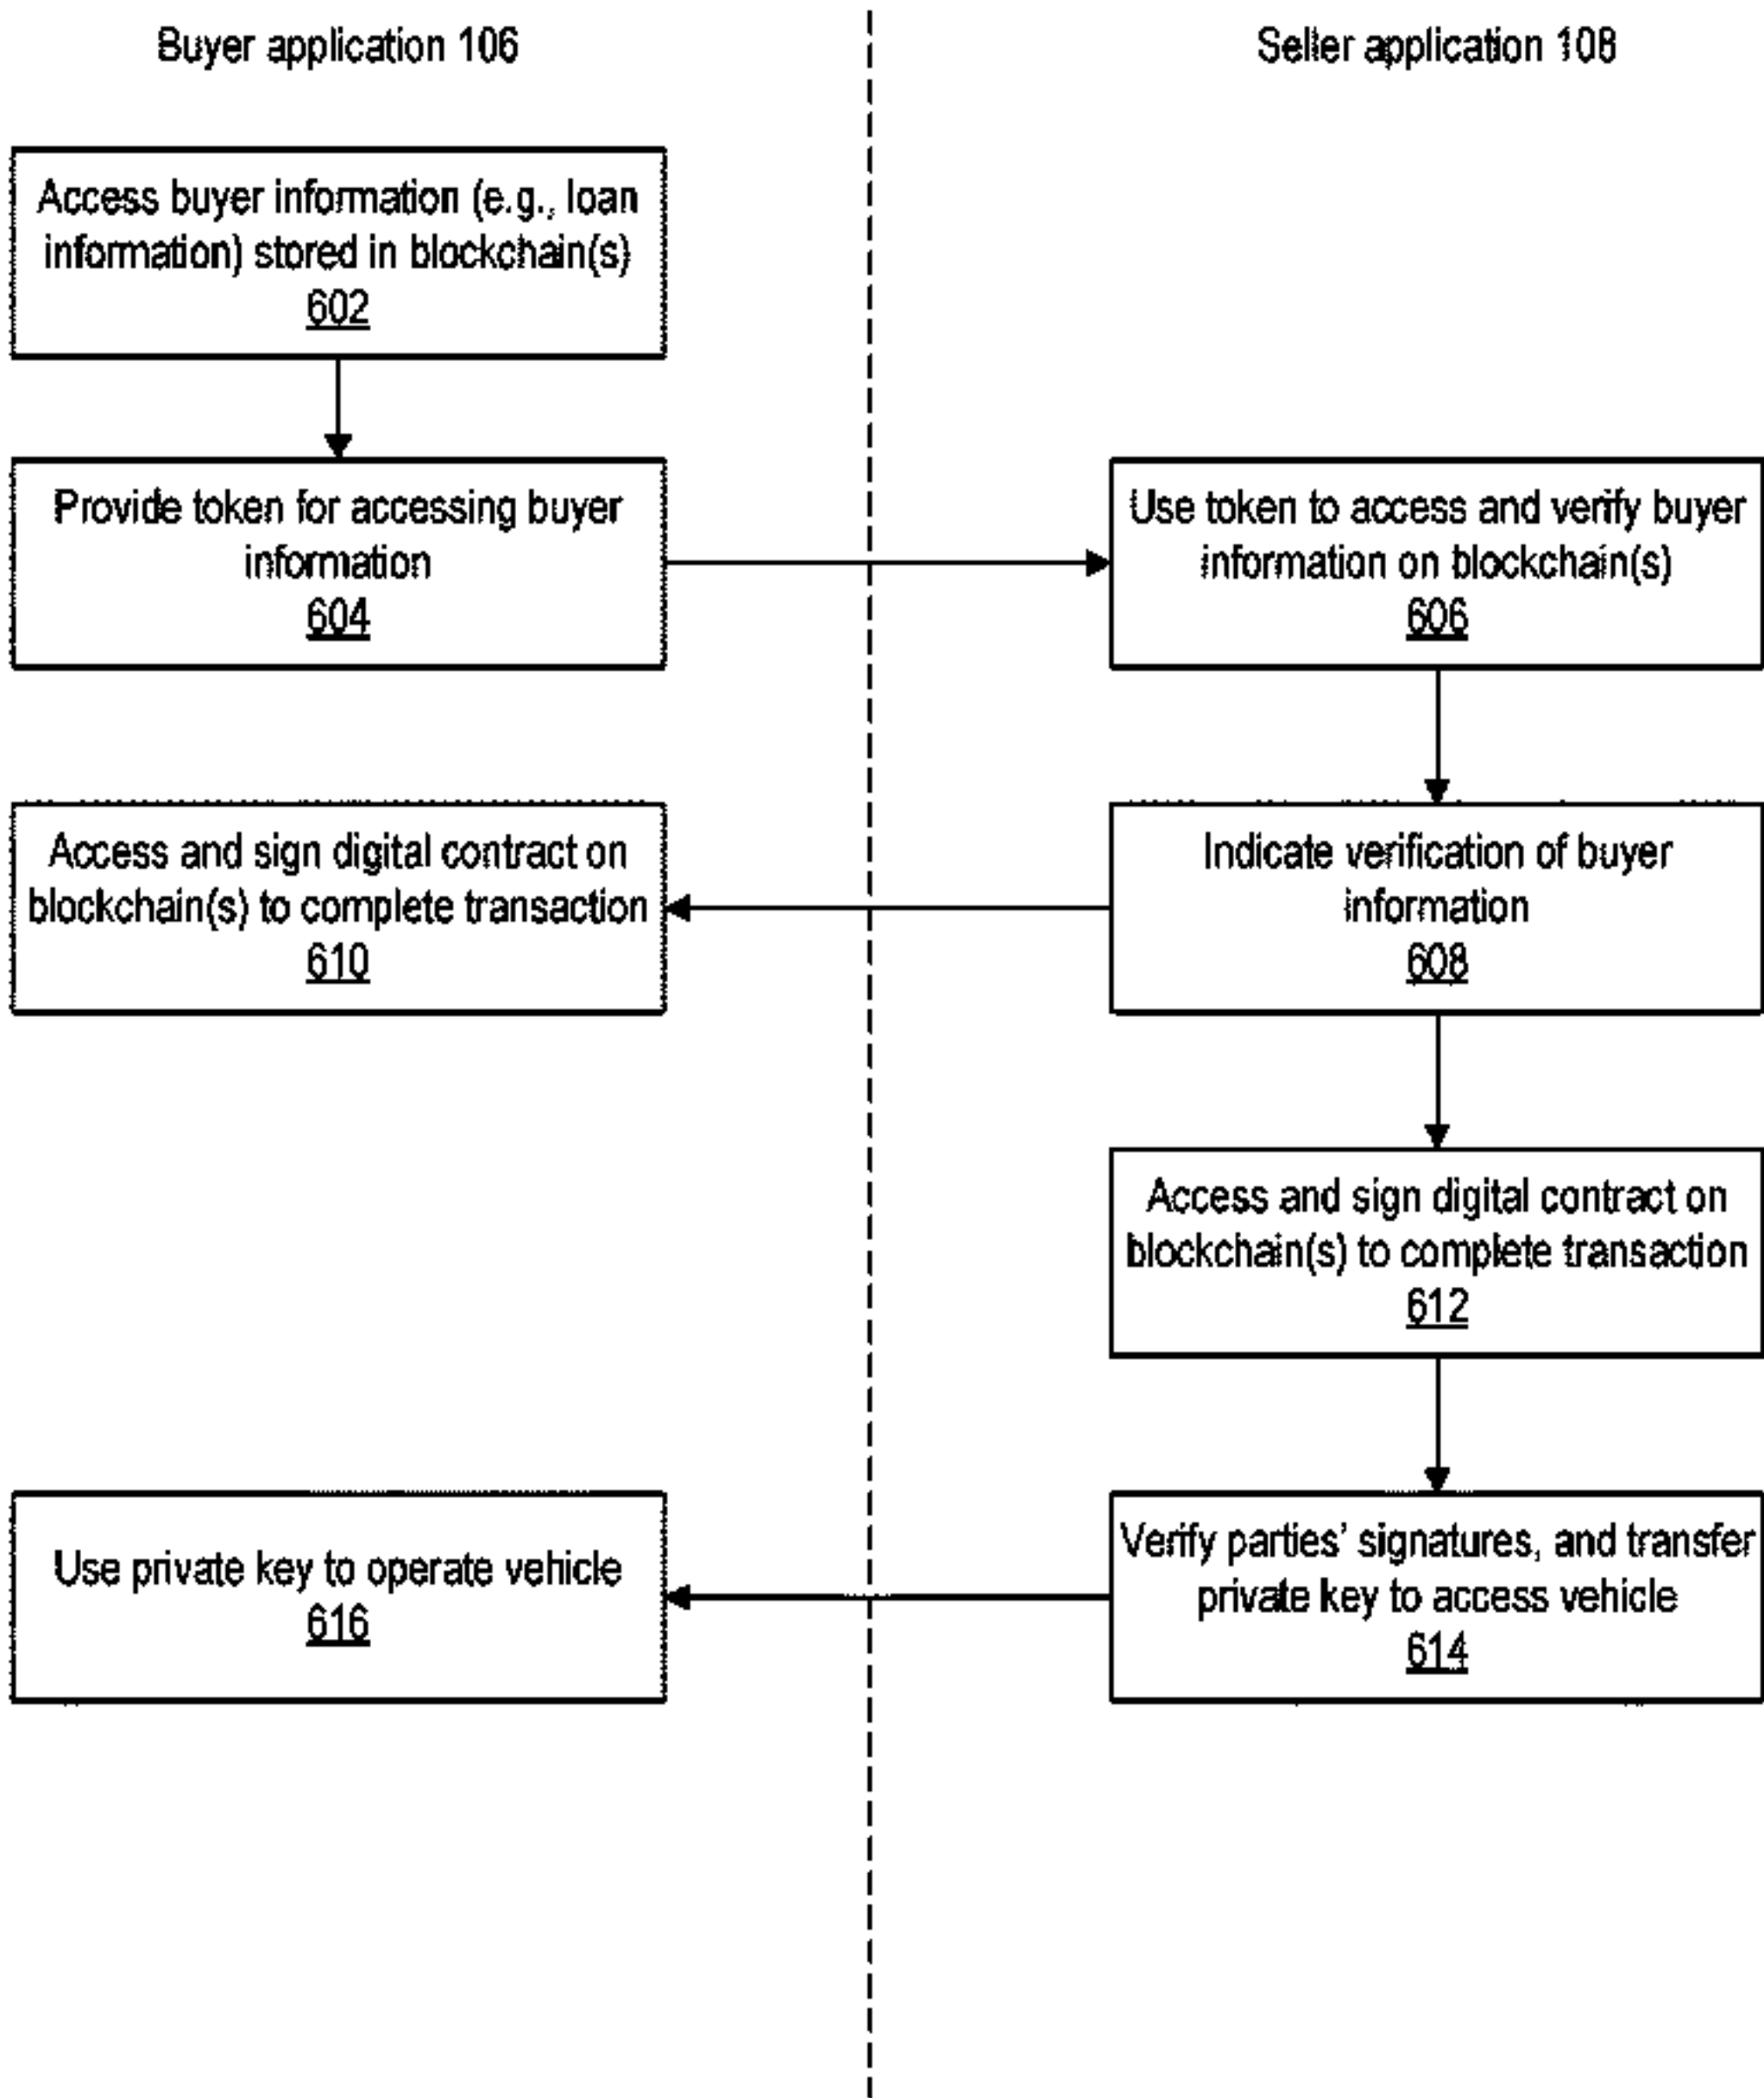 Buyer application 106
Seller application 108
Access buyer information (e.g., loan
information) stored in blockchain(s)
602
Provide token for accessing buyer
information
604
Use token to access and verify buyer
information on blockchain(s)
606
Access and sign digital contract on
blockchain(s) to complete transaction
610
Indicate verification of buyer
information
608
Access and sign digital contract on
blockchain(s) to complete transaction
612
Use private key to operate vehicle
616
Verify parties' signatures, and transfer
private key to access vehicle
614